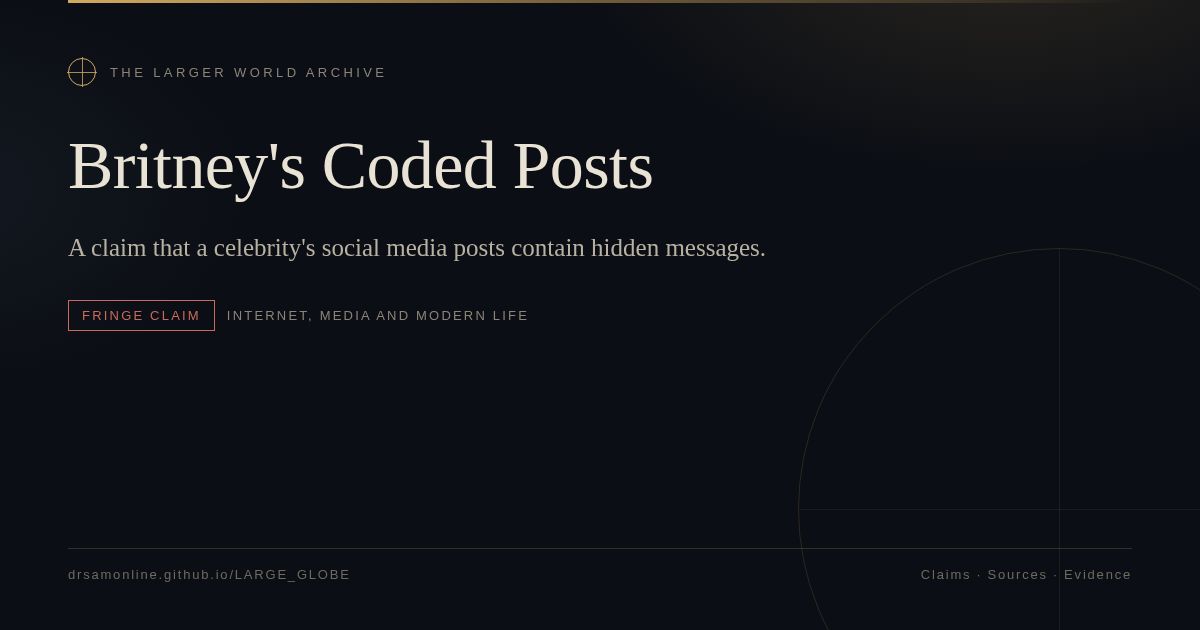 THE LARGER WORLD ARCHIVE
Britney's Coded Posts
A claim that a celebrity's social media posts contain hidden messages.
FRINGE CLAIM INTERNET, MEDIA AND MODERN LIFE
drsamonline.github.io/LARGE_GLOBE Claims · Sources · Evidence